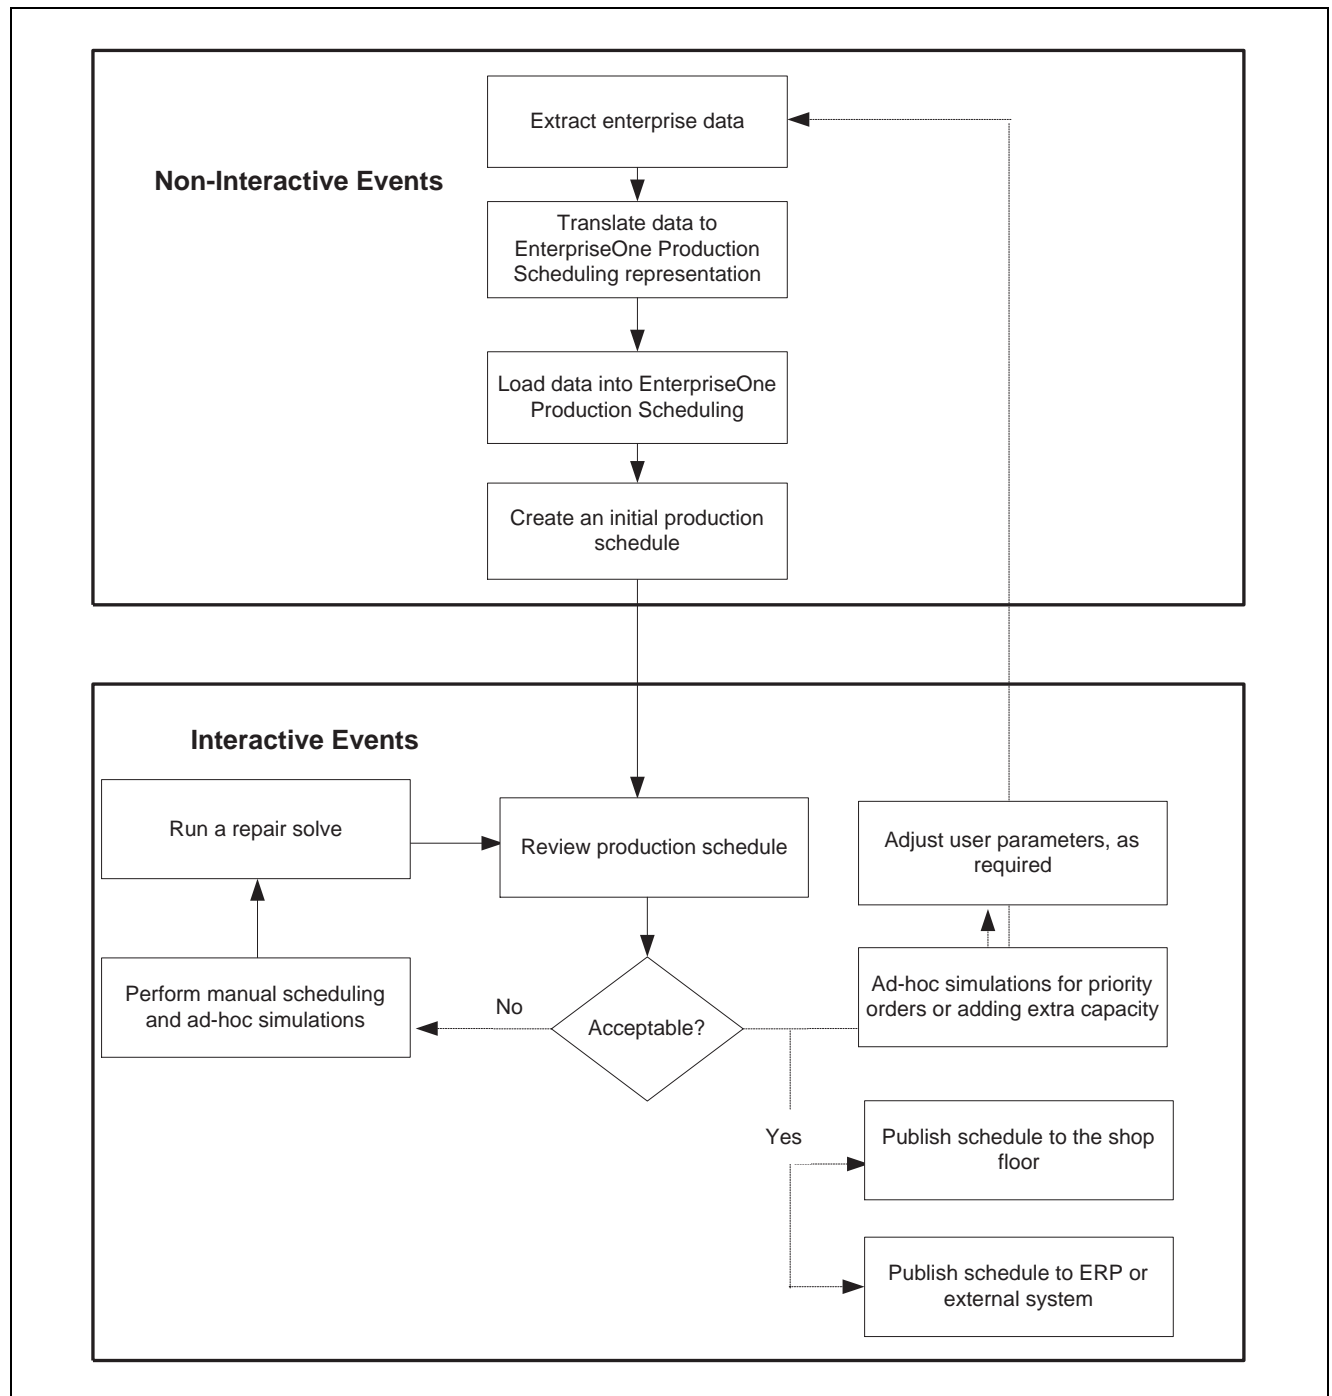 Extract enterprise data
Non-Interactive Events
Translate data to
EnterpriseOne Production
Scheduling representation
Load data into EnterpriseOne
Production Scheduling
Create an initial production
schedule
Interactive Events
Run a repair solve
Review production schedule
Adjust user parameters, as
required
Perform manual scheduling
and ad-hoc simulations
No
Acceptable?
Ad-hoc simulations for priority
orders or adding extra capacity
Yes
Publish schedule to the shop
floor
Publish schedule to ERP or
external system